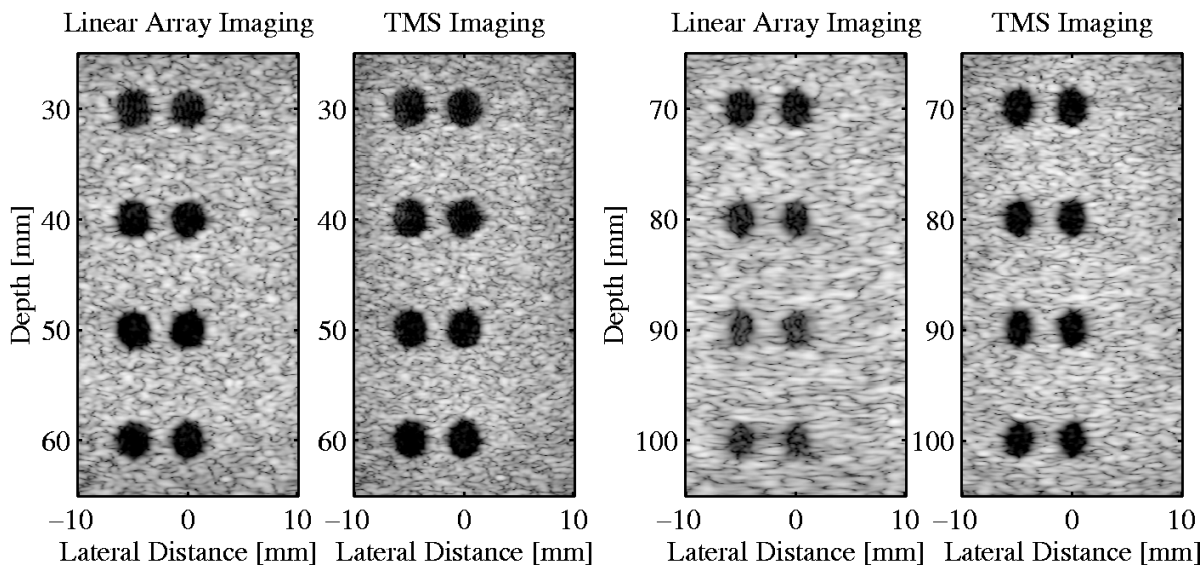 Linear Array Imaging
TMS Imaging
Linear Array Imaging
TMS Imaging
Depth [mm]
30
40
50
60
30
40
50
60
Depth [mm]
70
80
90
100
70
80
90
100
−10 0 10
−10 0 10
−10 0 10
−10 0 10
Lateral Distance [mm]
Lateral Distance [mm]
Lateral Distance [mm]
Lateral Distance [mm]